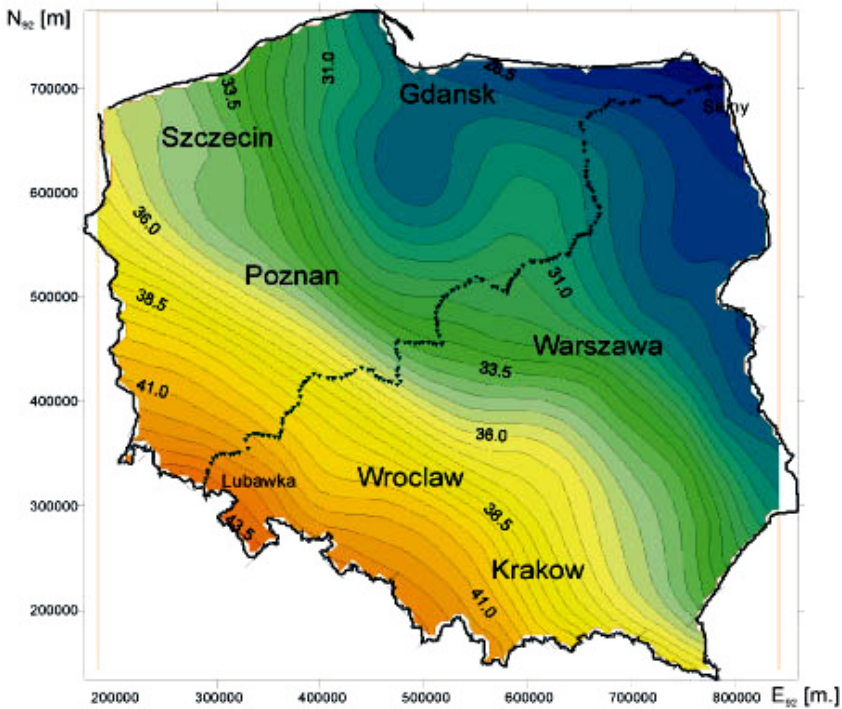 N₉₂ [m]
28.5
31.0
33.5
Gdansk
700000
Sejny
Szczecin
600000
36.0
Poznan
31.0
500000
38.5
Warszawa
33.5
41.0
400000
36.0
Wroclaw
Lubawka
38.5
300000
43.5
Krakow
41.0
200000
200000 300000 400000 500000 600000 700000 800000 E₉₂ [m.]